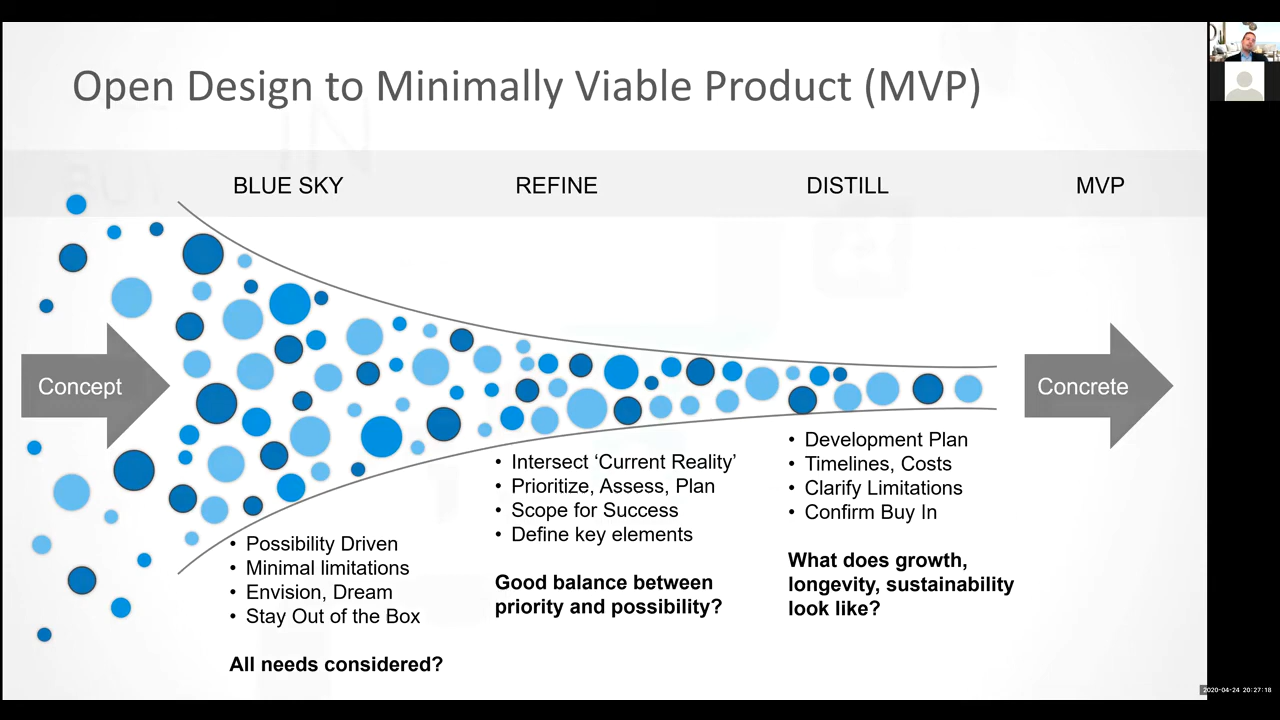 Open Design to Minimally Viable Product (MVP)
BLUE SKY
REFINE
DISTILL
MVP
Concept
Concrete
• Possibility Driven
• Minimal limitations
• Envision, Dream
• Stay Out of the Box
All needs considered?
• Intersect ‘Current Reality’
• Prioritize, Assess, Plan
• Scope for Success
• Define key elements
Good balance between
priority and possibility?
• Development Plan
• Timelines, Costs
• Clarify Limitations
• Confirm Buy In
What does growth,
longevity, sustainability
look like?
2020-04-24 20:27:18